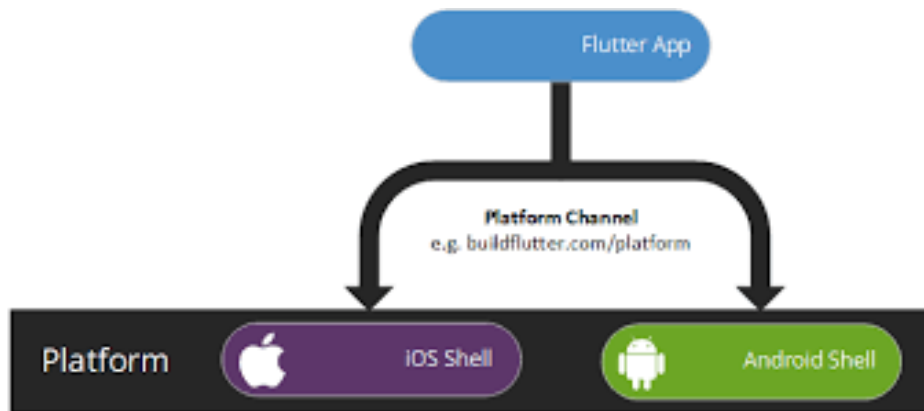 Flutter App
Platform Channel
e.g. buildflutter.com/platform
Platform
iOS Shell
Android Shell